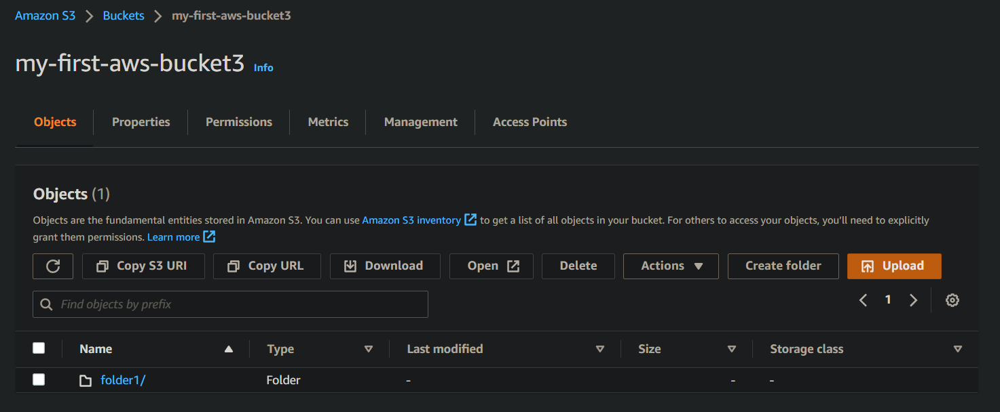 Amazon S3 > Buckets > my-first-aws-bucket3
my-first-aws-bucket3 Info
Objects Properties Permissions Metrics Management Access Points
Objects (1)
Objects are the fundamental entities stored in Amazon S3. You can use Amazon S3 inventory to get a list of all objects in your bucket. For others to access your objects, you’ll need to explicitly
grant them permissions. Learn more
Copy S3 URI Copy URL Download Open Delete Actions Create folder Upload
Find objects by prefix
1
Name Type Last modified Size Storage class
folder1/ Folder - - -